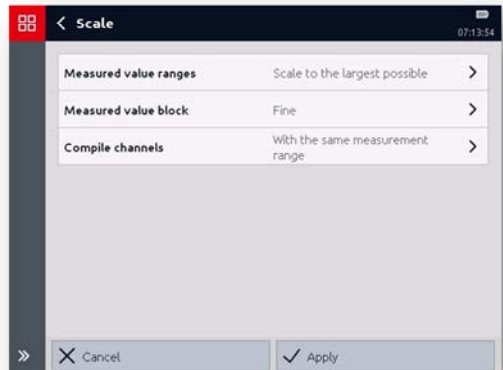 Scale
07:13:54
Measured value ranges Scale to the largest possible
Measured value block Fine
Compile channels With the same measurement
range
Cancel Apply